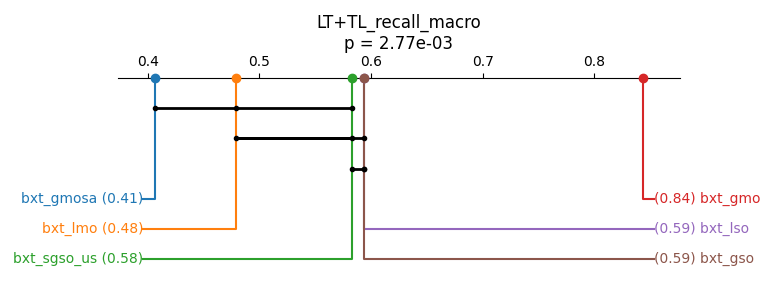 LT+TL_recall_macro
p = 2.77e-03
0.4 0.5 0.6 0.7 0.8
bxt_gmosa (0.41) (0.84) bxt_gmo
bxt_lmo (0.48) (0.59) bxt_lso
bxt_sgso_us (0.58) (0.59) bxt_gso